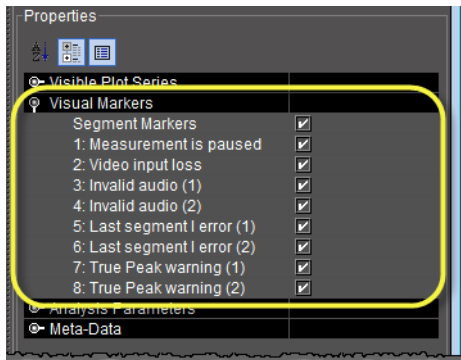 Properties
Visible Plot Series
Visual Markers
Segment Markers
1: Measurement is paused
2: Video input loss
3: Invalid audio (1)
4: Invalid audio (2)
5: Last segment I error (1)
6: Last segment I error (2)
7: True Peak warning (1)
8: True Peak warning (2)
Analysis Parameters
Meta-Data